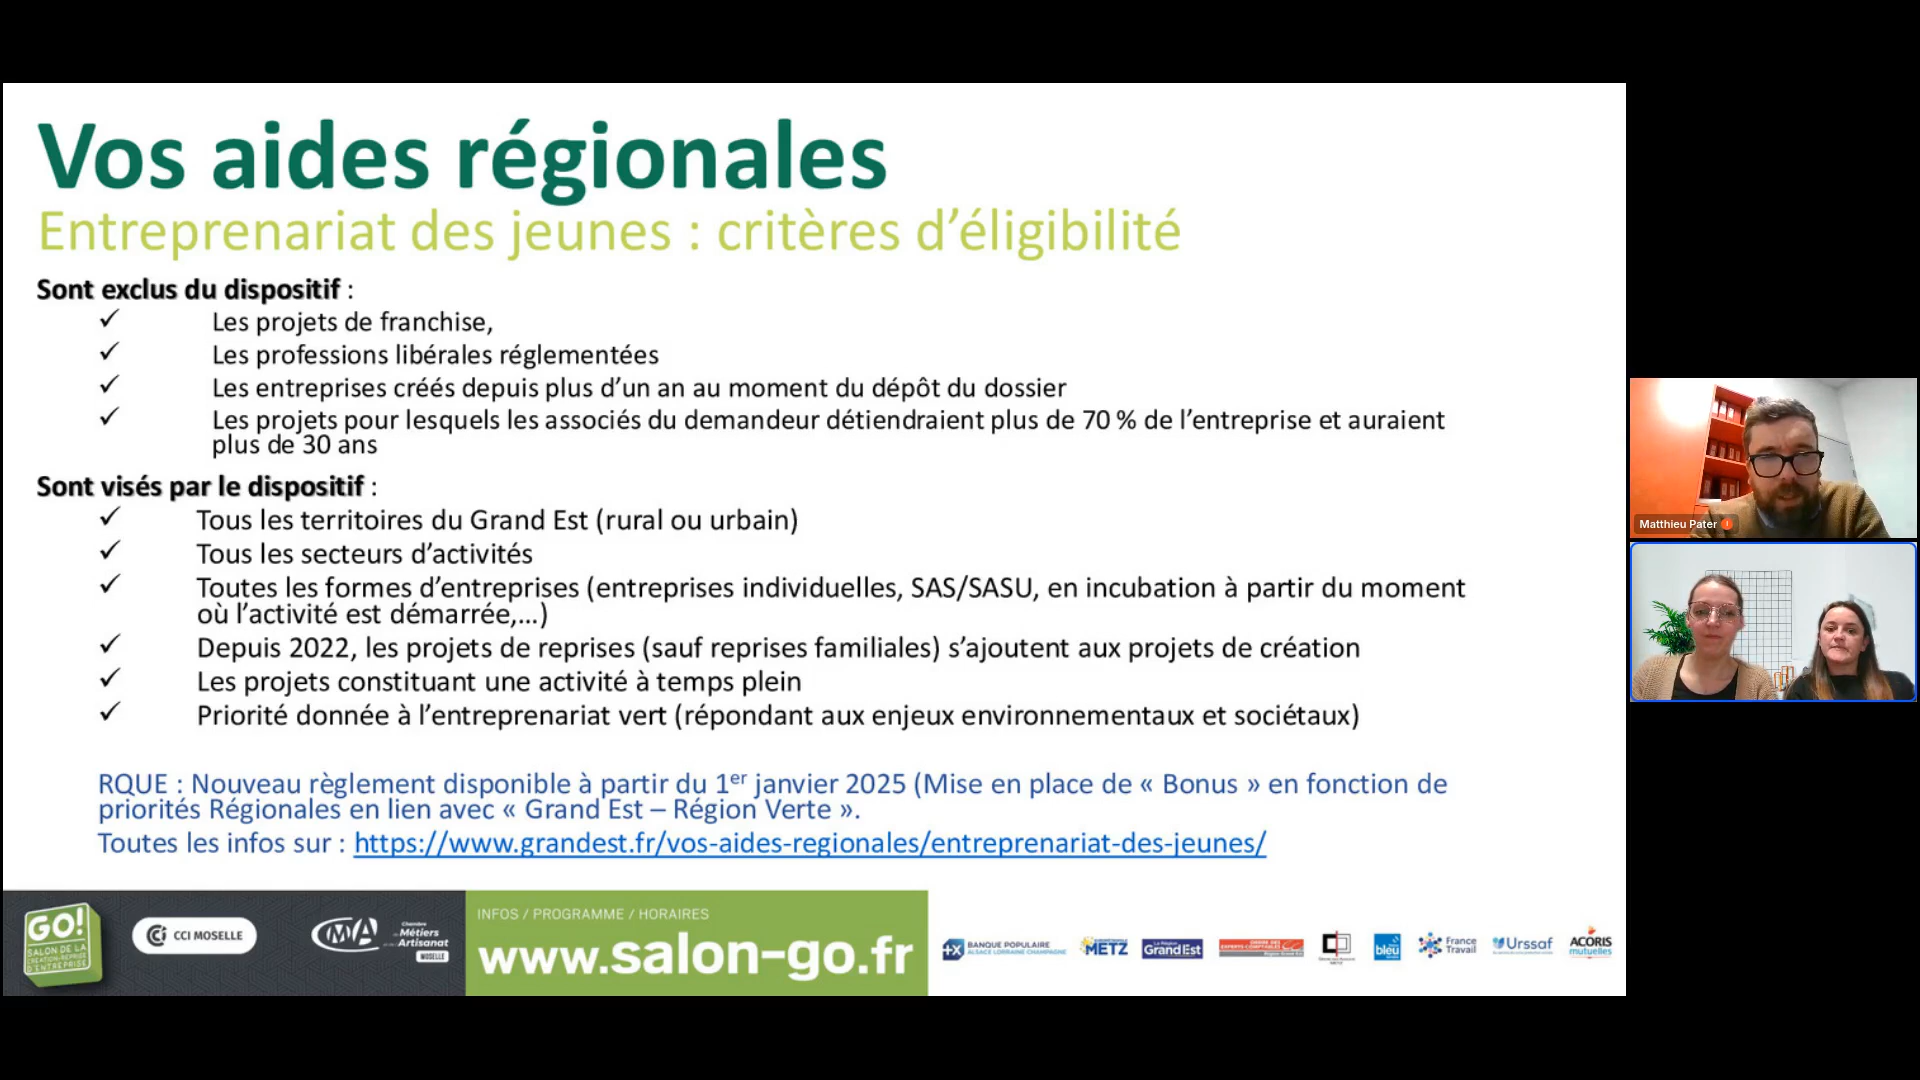 Vos aides régionales
Entreprenariat des jeunes : critères d’éligibilité
Sont exclus du dispositif :
✓ Les projets de franchise,
✓ Les professions libérales réglementées
✓ Les entreprises créés depuis plus d’un an au moment du dépôt du dossier
✓ Les projets pour lesquels les associés du demandeur détiendraient plus de 70 % de l’entreprise et auraient
plus de 30 ans
Sont visés par le dispositif :
✓ Tous les territoires du Grand Est (rural ou urbain)
✓ Tous les secteurs d’activités
✓ Toutes les formes d’entreprises (entreprises individuelles, SAS/SASU, en incubation à partir du moment
où l’activité est démarrée,...)
✓ Depuis 2022, les projets de reprises (sauf reprises familiales) s’ajoutent aux projets de création
✓ Les projets constituant une activité à temps plein
✓ Priorité donnée à l’entreprenariat vert (répondant aux enjeux environnementaux et sociétaux)
RQUE : Nouveau règlement disponible à partir du 1er janvier 2025 (Mise en place de « Bonus » en fonction de
priorités Régionales en lien avec « Grand Est – Région Verte ».
Toutes les infos sur : https://www.grandest.fr/vos-aides-regionales/entreprenariat-des-jeunes/
Matthieu Pater
GO!
SALON DE LA
CRÉATION-REPRISE
D'ENTREPRISE
CCI MOSELLE
CMA
Chambre
de Métiers
et de l'Artisanat
MOSELLE
INFOS / PROGRAMME / HORAIRES
www.salon-go.fr
BANQUE POPULAIRE
ALSACE LORRAINE CHAMPAGNE
METZ
La Région
GrandEst
ORDRE DES
EXPERTS-COMPTABLES
bleu
France
Travail
Urssaf
ACORIS
mutuelles